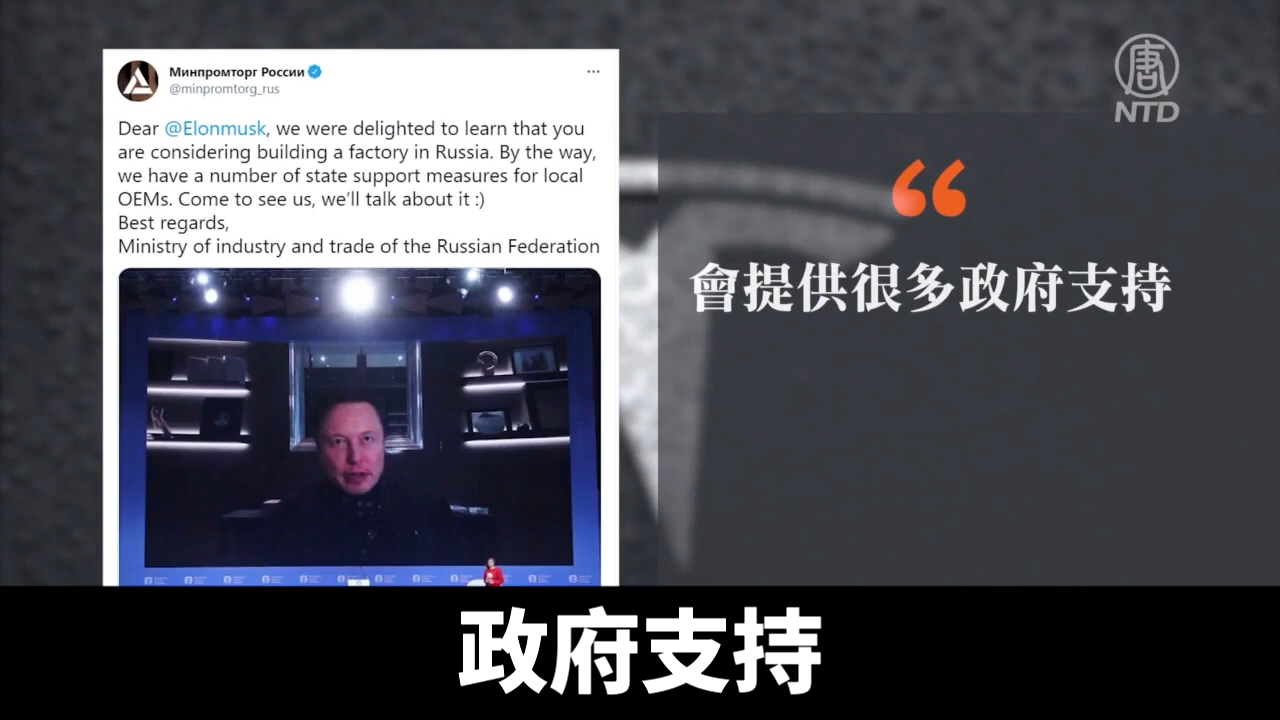 Минпромторг России
@minpromtorg_rus
Dear @Elonmusk, we were delighted to learn that you
are considering building a factory in Russia. By the way,
we have a number of state support measures for local
OEMs. Come to see us, we'll talk about it :)
Best regards,
Ministry of industry and trade of the Russian Federation
唐
NTD
“
會提供很多政府支持
政府支持